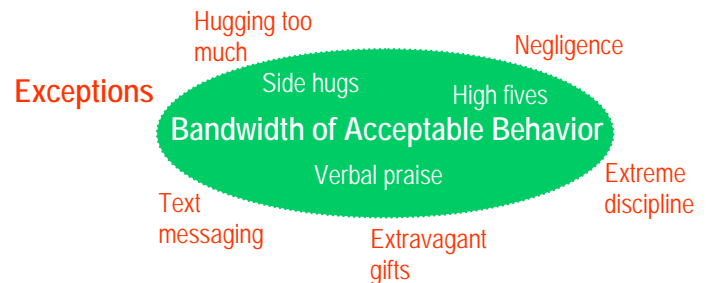 Hugging too
much
Negligence
Exceptions
Side hugs
High fives
Bandwidth of Acceptable Behavior
Verbal praise
Extreme
discipline
Text
messaging
Extravagant
gifts